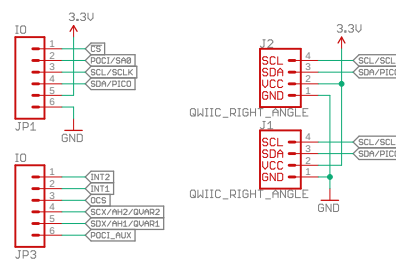 IO
3.3V
1
CS
2
POCI/SA0
3
SCL/SCLK
4
SDA/PICO
5
6
JP1
GND
IO
1
INT2
2
INT1
3
OCS
4
SCX/AH2/QVAR2
5
SDX/AH1/QVAR1
6
POCI_AUX
JP3
3.3V
J2
SCL
4
SCL/SCL
SDA
3
SDA/PICO
VCC
2
GND
1
QWIIC_RIGHT_ANGLE
J1
SCL
4
SCL/SCL
SDA
3
SDA/PICO
VCC
2
GND
1
QWIIC_RIGHT_ANGLE
GND